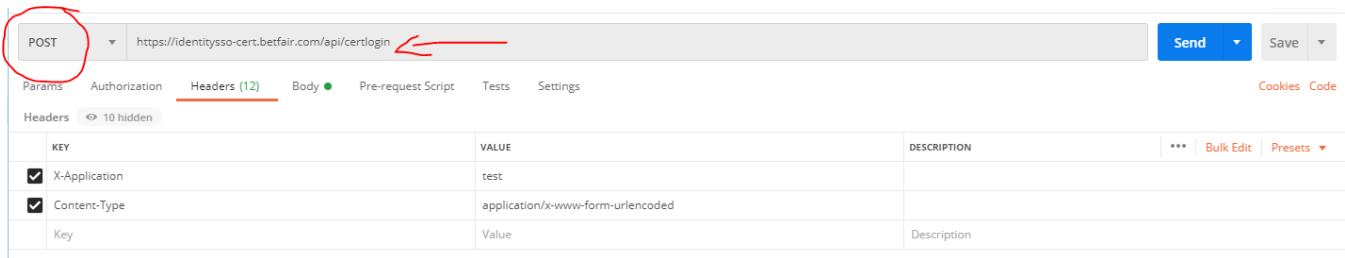 POST https://identitysso-cert.betfair.com/api/certlogin Send Save
Params Authorization Headers (12) Body Pre-request Script Tests Settings Cookies Code
Headers 10 hidden
KEY VALUE DESCRIPTION ••• Bulk Edit Presets
X-Application test
Content-Type application/x-www-form-urlencoded
Key Value Description